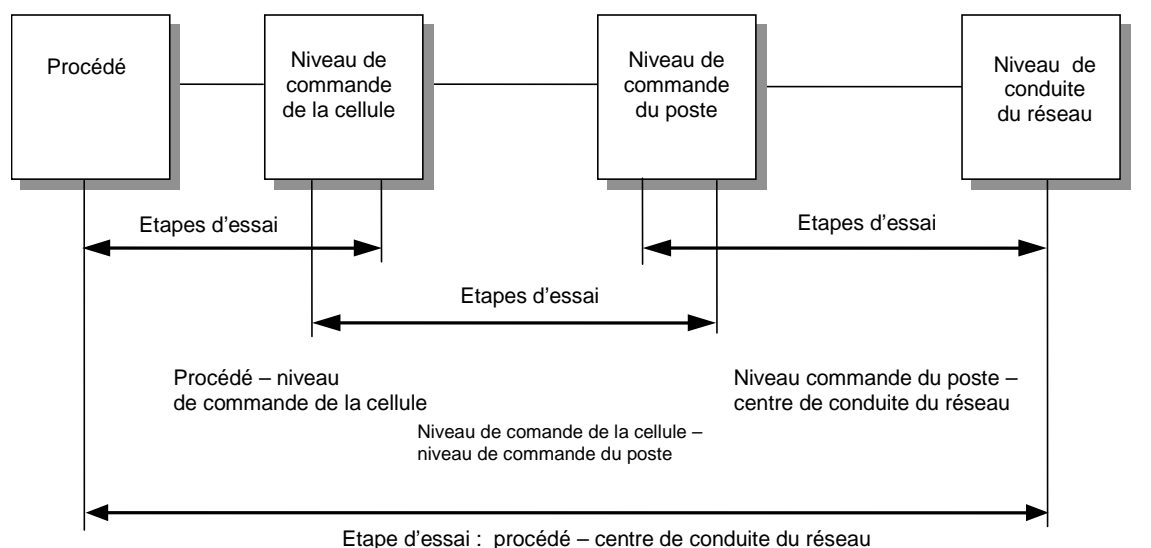 Procédé
Niveau de
commande
de la cellule
Niveau de
commande
du poste
Niveau de
conduite
du réseau
Etapes d'essai
Etapes d'essai
Etapes d'essai
Procédé – niveau
de commande de la cellule
Niveau commande du poste –
centre de conduite du réseau
Niveau de comande de la cellule –
niveau de commande du poste
Etape d'essai : procédé – centre de conduite du réseau